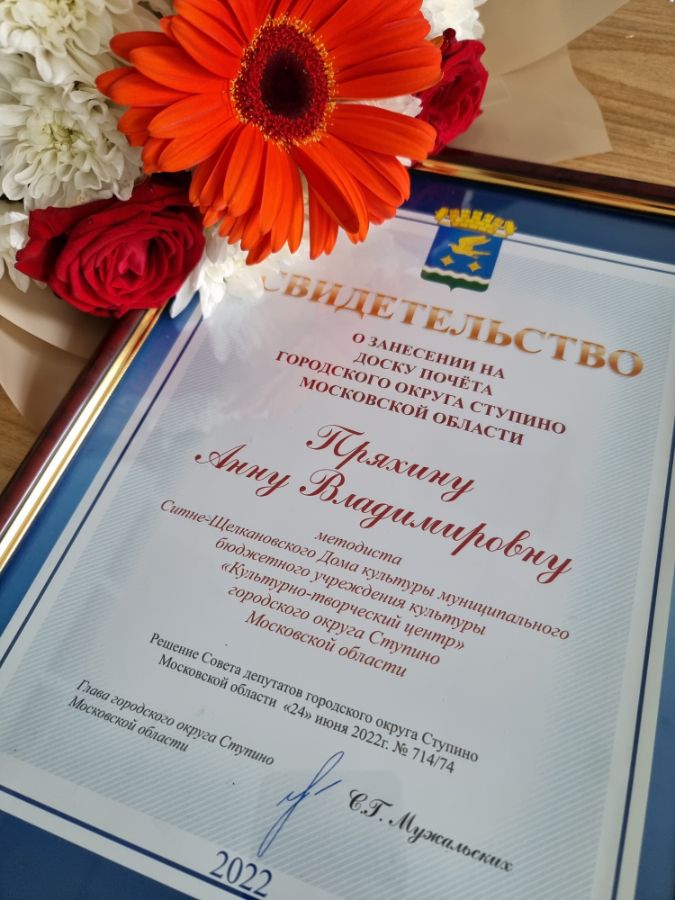 СВИДЕТЕЛЬСТВО
О ЗАНЕСЕНИИ НА
ДОСКУ ПОЧЁТА
ГОРОДСКОГО ОКРУГА СТУПИНО
МОСКОВСКОЙ ОБЛАСТИ
Пряхину
Анну Владимировну
методиста
Ситне-Щелкановского Дома культуры муниципального
бюджетного учреждения культуры
«Культурно-творческий центр»
городского округа Ступино
Московской области
Решение Совета депутатов городского округа Ступино
Московской области «24» июня 2022г. № 714/74
Глава городского округа Ступино
Московской области
С.Г. Мужальских
2022